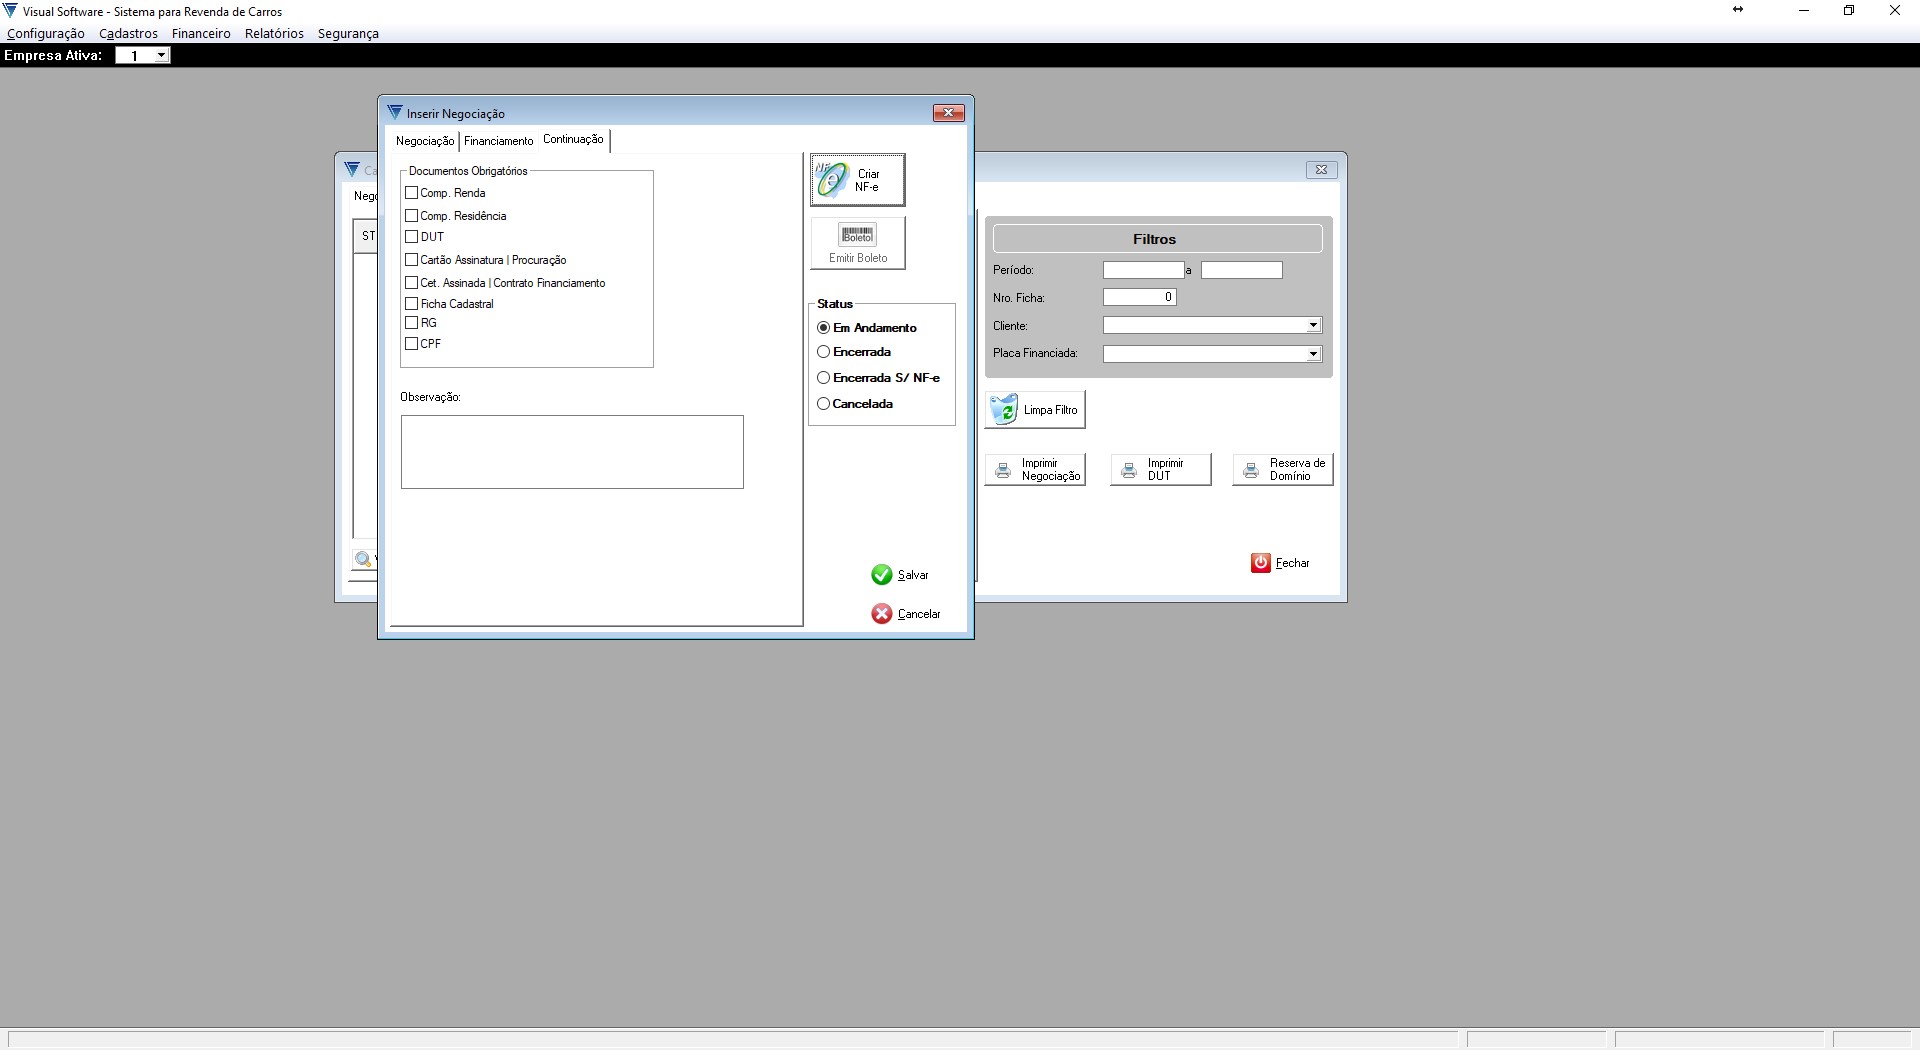 Visual Software - Sistema para Revenda de Carros
Configuração Cadastros Financeiro Relatórios Segurança
Empresa Ativa: 1
Inserir Negociação
Negociação Financiamento Continuação
Documentos Obrigatórios
Comp. Renda
Comp. Residência
DUT
Cartão Assinatura | Procuração
Cet. Assinada | Contrato Financiamento
Ficha Cadastral
RG
CPF
Observação:
NF e
Criar
NF-e
Boleto
Emitir Boleto
Status
Em Andamento
Encerrada
Encerrada S/ NF-e
Cancelada
Salvar
Cancelar
Ca
Nego
ST
Filtros
Período: a
Nro. Ficha: 0
Cliente:
Placa Financiada:
Limpa Filtro
Imprimir
Negociação
Imprimir
DUT
Reserva de
Domínio
Fechar